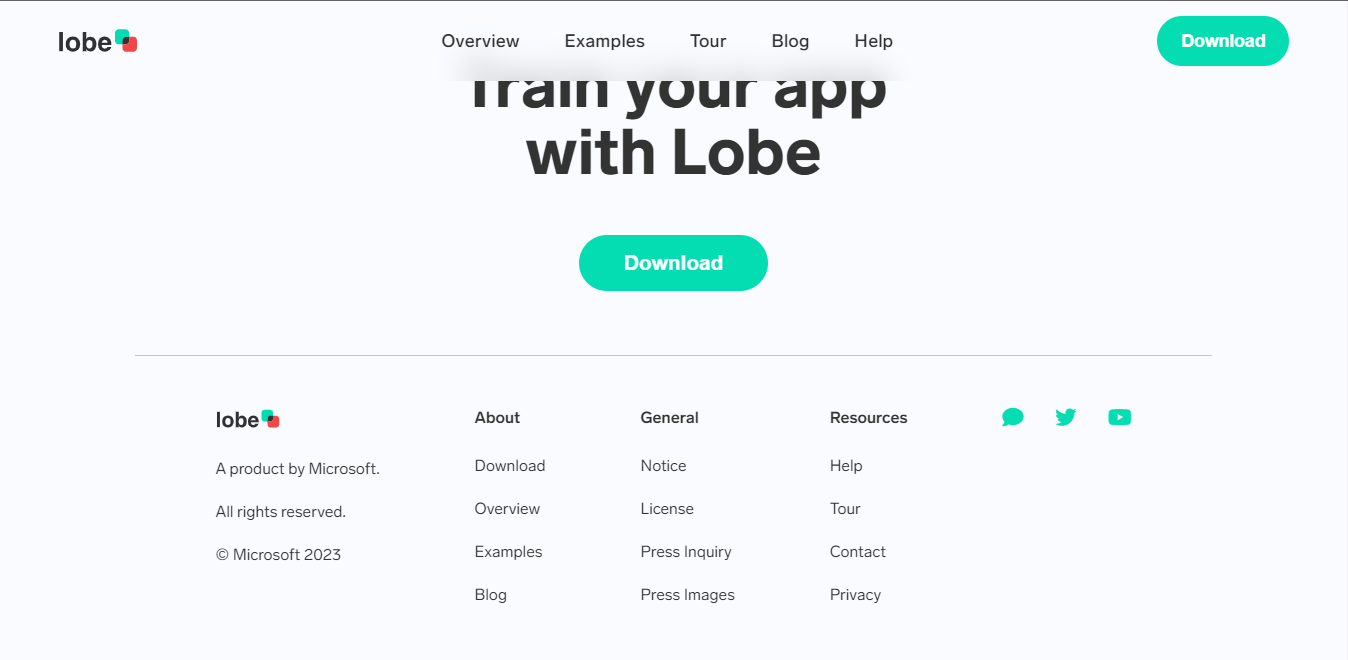 lobe
Overview Examples Tour Blog Help
Download
Train your app
with Lobe
Download
lobe
A product by Microsoft.
All rights reserved.
© Microsoft 2023
About
Download
Overview
Examples
Blog
General
Notice
License
Press Inquiry
Press Images
Resources
Help
Tour
Contact
Privacy